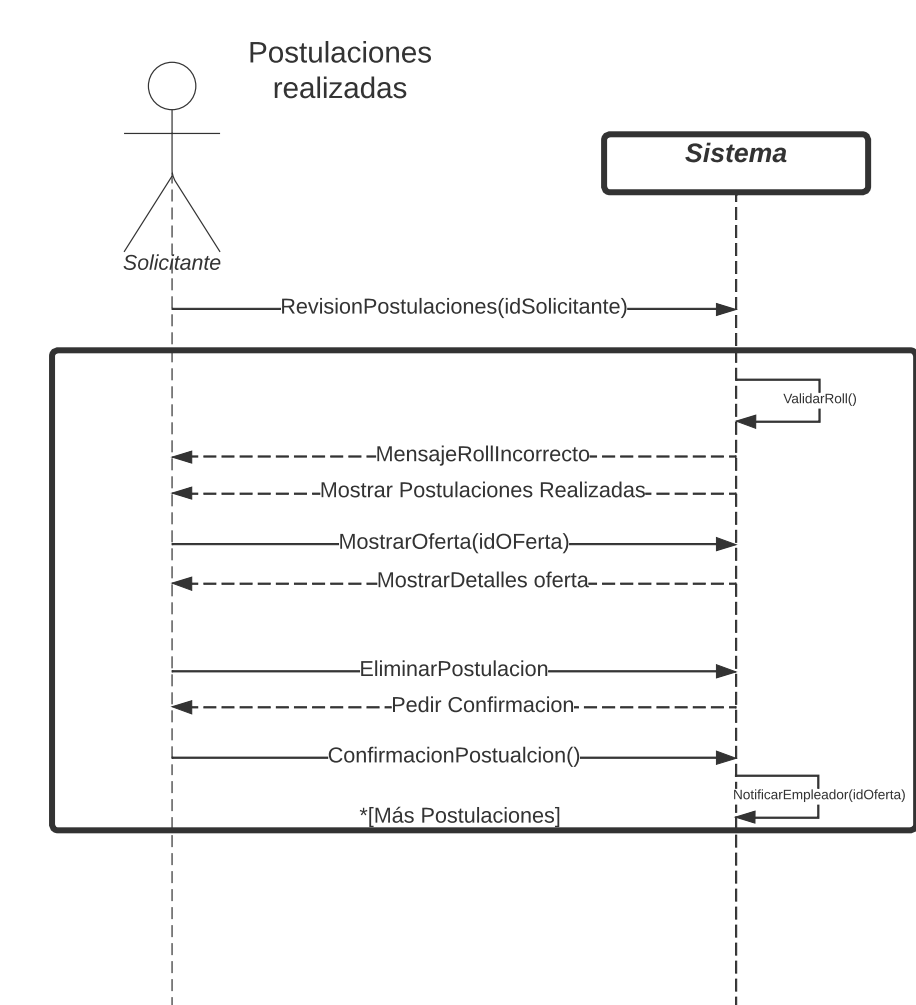 Postulaciones
realizadas
Sistema
Solicitante
RevisionPostulaciones(idSolicitante)
ValidarRoll()
MensajeRollIncorrecto
Mostrar Postulaciones Realizadas
MostrarOferta(idOFerta)
MostrarDetalles oferta
EliminarPostulacion
Pedir Confirmacion
ConfirmacionPostualcion()
NotificarEmpleador(idOferta)
*[Más Postulaciones]